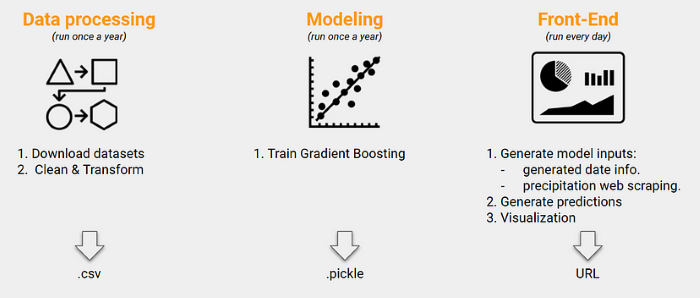 Data processing
(run once a year)
1. Download datasets
2. Clean & Transform
.csv
Modeling
(run once a year)
1. Train Gradient Boosting
.pickle
Front-End
(run every day)
1. Generate model inputs:
- generated date info.
- precipitation web scraping.
2. Generate predictions
3. Visualization
URL